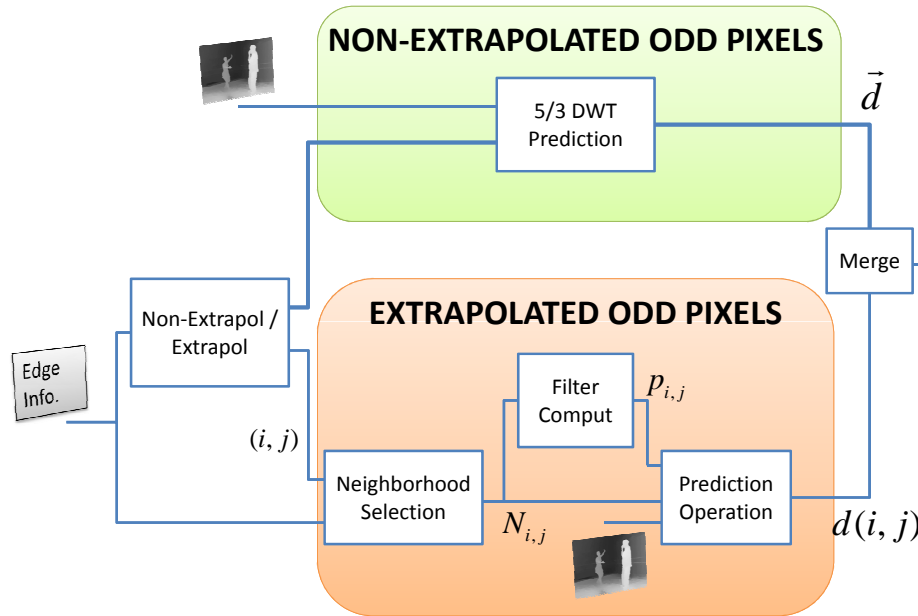 NON-EXTRAPOLATED ODD PIXELS
5/3 DWT
Prediction
$\vec{d}$
Merge
Non-Extrapol /
Extrapol
Edge
Info.
(i, j)
EXTRAPOLATED ODD PIXELS
Filter
Comput
$p_{i,j}$
Neighborhood
Selection
$N_{i,j}$
Prediction
Operation
d(i, j)